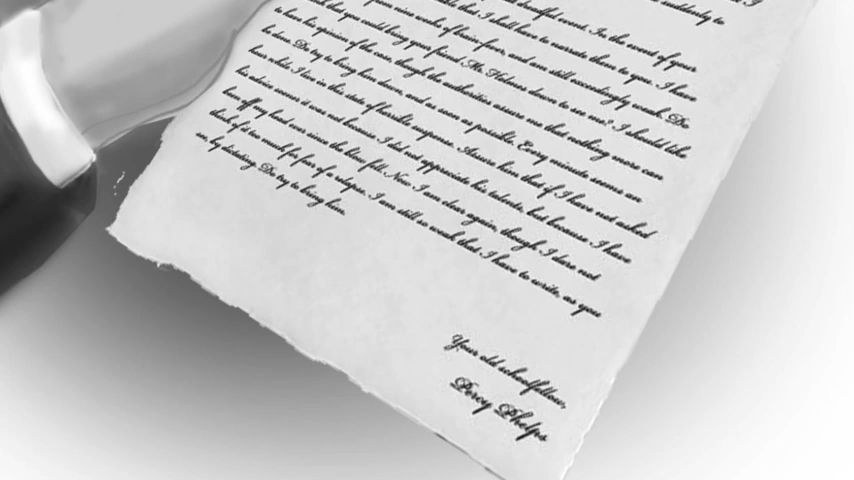 suddenly to
dreadful event. In the event of your
that I shall have to narrate them to you. I have
nine weeks of brain fever, and am still exceedingly weak. Do
you could bring your friend Mr. Holmes down to see me? I should like
to have his opinion of the case, though the authorities assure me that nothing more can
be done. Do try to bring him down, and as soon as possible. Every minute seems an
hour while I live in this state of horrible suspense. Assure him that if I have not asked
his advice sooner it was not because I did not appreciate his talents, but because I have
been off my head ever since the blow fell. Now I am clear again, though I dare not
think of it too much for fear of a relapse. I am still so weak that I have to write, as you
see, by dictating. Do try to bring him.
Your old schoolfellow,
Percy Phelps